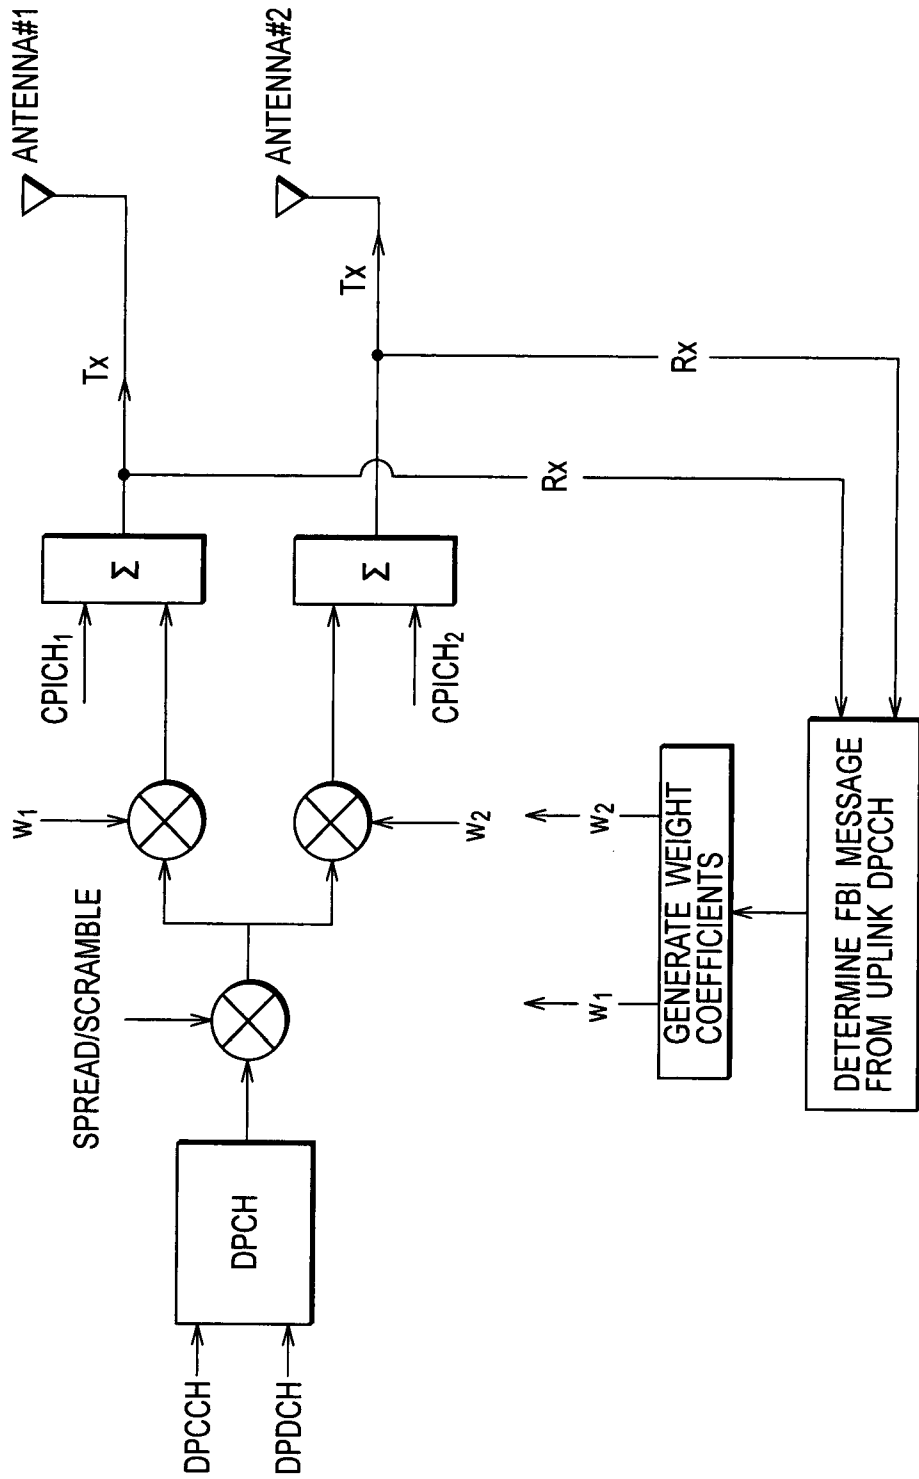 DPCCH
DPDCH
DPCH
SPREAD/SCRAMBLE
w1
w2
CPICH1
CPICH2
Σ
Σ
Tx
Tx
ANTENNA#1
ANTENNA#2
Rx
Rx
w1
w2
GENERATE WEIGHT
COEFFICIENTS
DETERMINE FBI MESSAGE
FROM UPLINK DPCCH